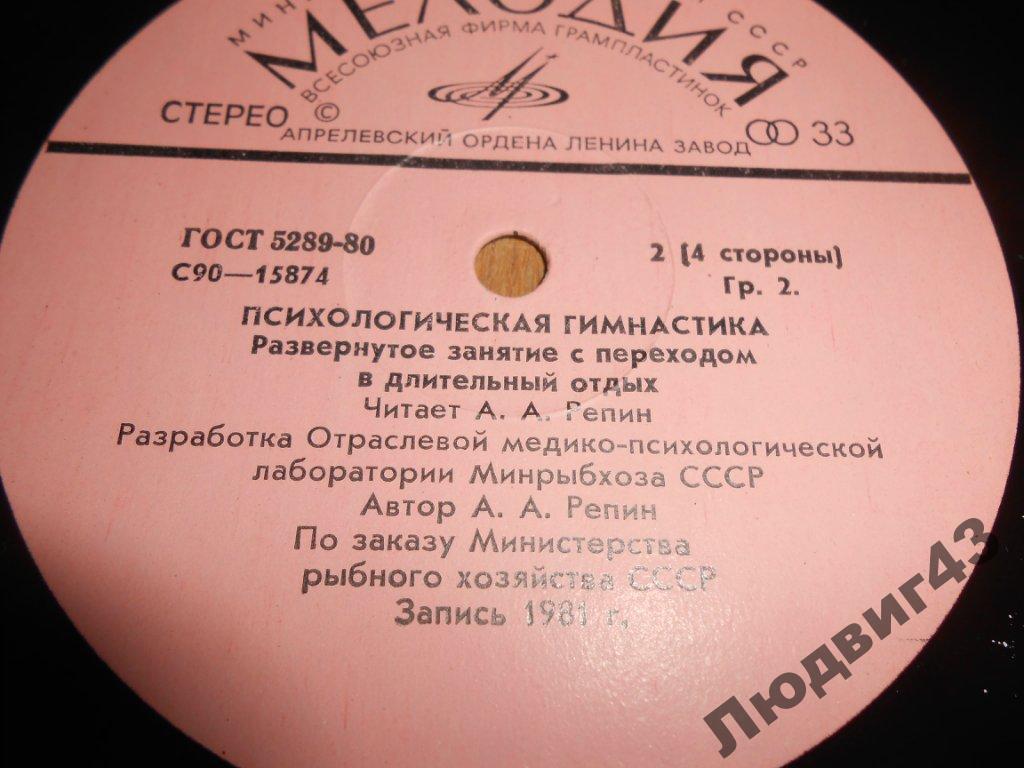 МИН СССР
МЕЛОДИЯ
ВСЕСОЮЗНАЯ ФИРМА ГРАМПЛАСТИНОК
СТЕРЕО ©
33
АПРЕЛЕВСКИЙ ОРДЕНА ЛЕНИНА ЗАВОД
ГОСТ 5289-80
2 (4 стороны)
С90—15874
Гр. 2.
ПСИХОЛОГИЧЕСКАЯ ГИМНАСТИКА
Развернутое занятие с переходом
в длительный отдых
Читает А. А. Репин
Разработка Отраслевой медико-психологической
лаборатории Минрыбхоза СССР
Автор А. А. Репин
По заказу Министерства
рыбного хозяйства СССР
Запись 1981 г,
Людвиг43